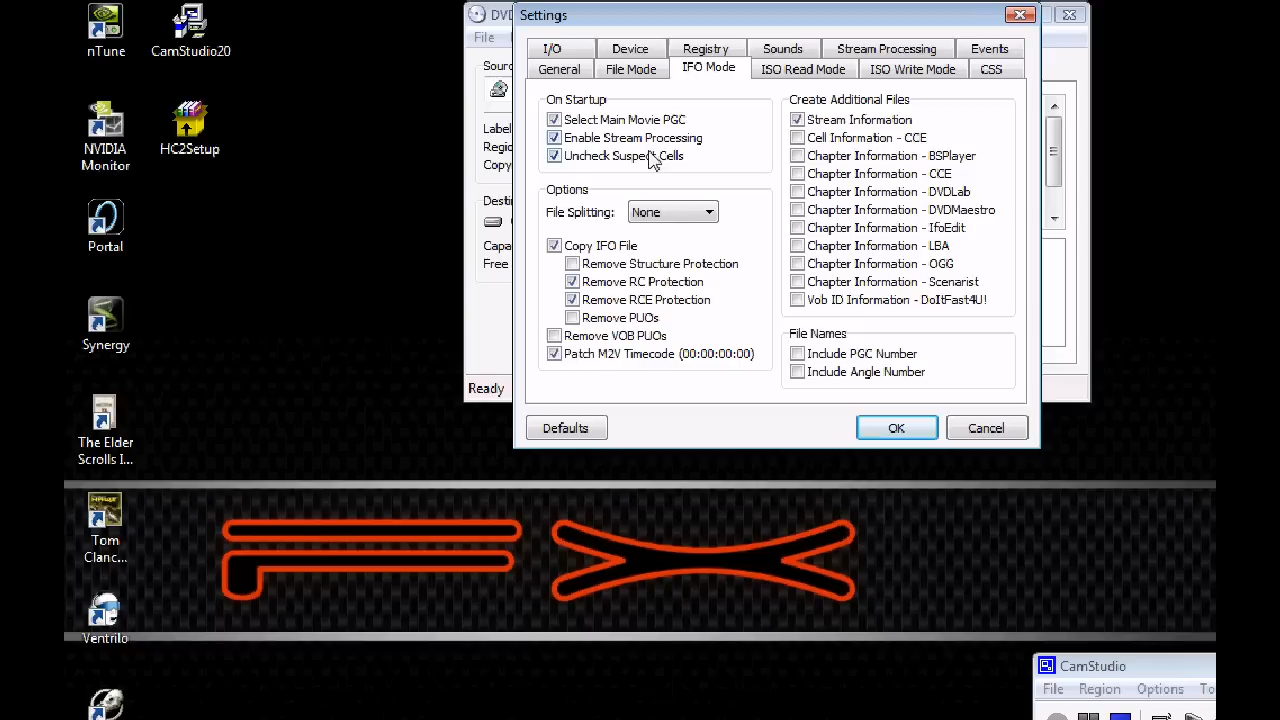 nTune
CamStudio20
NVIDIA
Monitor
HC2Setup
Portal
Synergy
The Elder
Scrolls I...
Tom
Clanc...
Ventrilo
DVD
File
Sourc
Label
Region
Copy
Destin
Capa
Free
Ready
Settings
I/O
Device
Registry
Sounds
Stream Processing
Events
General
File Mode
IFO Mode
ISO Read Mode
ISO Write Mode
CSS
On Startup
Select Main Movie PGC
Enable Stream Processing
Uncheck Suspect Cells
Options
File Splitting: None
Copy IFO File
Remove Structure Protection
Remove RC Protection
Remove RCE Protection
Remove PUOs
Remove VOB PUOs
Patch M2V Timecode (00:00:00:00)
Create Additional Files
Stream Information
Cell Information - CCE
Chapter Information - BSPlayer
Chapter Information - CCE
Chapter Information - DVDLab
Chapter Information - DVDMaestro
Chapter Information - IfoEdit
Chapter Information - LBA
Chapter Information - OGG
Chapter Information - Scenarist
Vob ID Information - DoItFast4U!
File Names
Include PGC Number
Include Angle Number
Defaults
OK
Cancel
CamStudio
File Region Options To